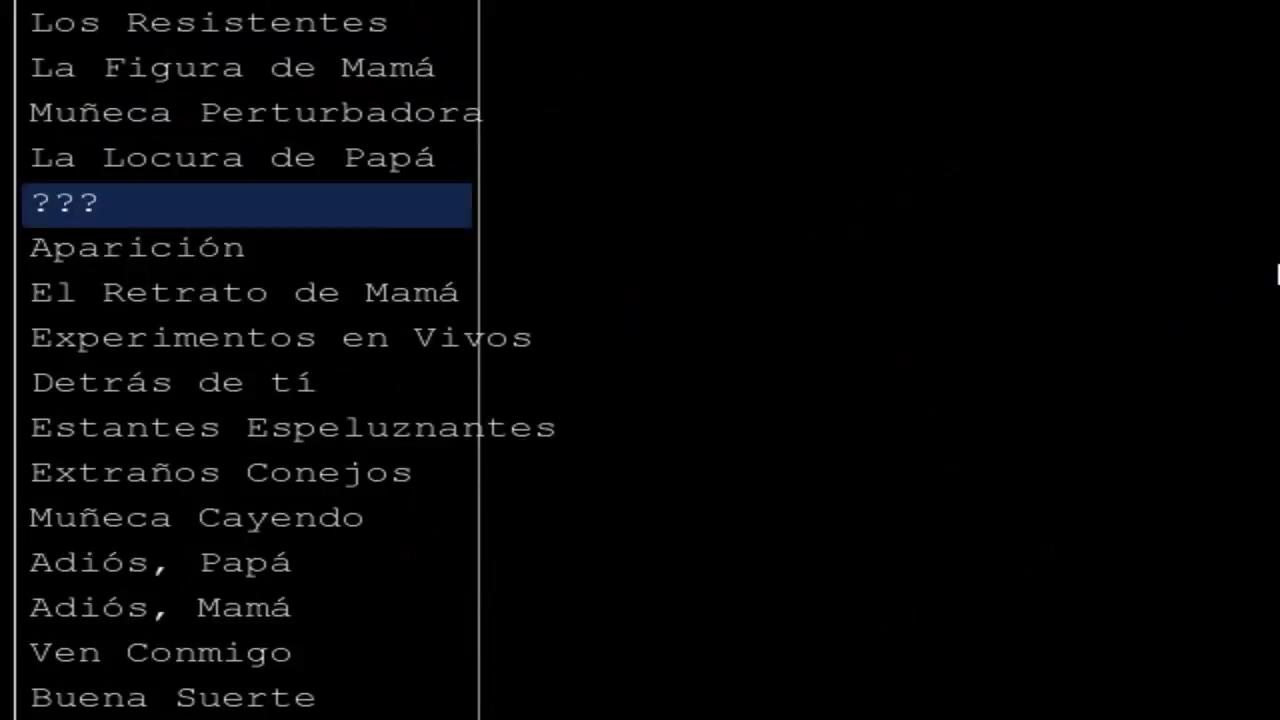 Los Resistentes
La Figura de Mamá
Muñeca Perturbadora
La Locura de Papá
???
Aparición
El Retrato de Mamá
Experimentos en Vivos
Detrás de tí
Estantes Espeluznantes
Extraños Conejos
Muñeca Cayendo
Adiós, Papá
Adiós, Mamá
Ven Conmigo
Buena Suerte